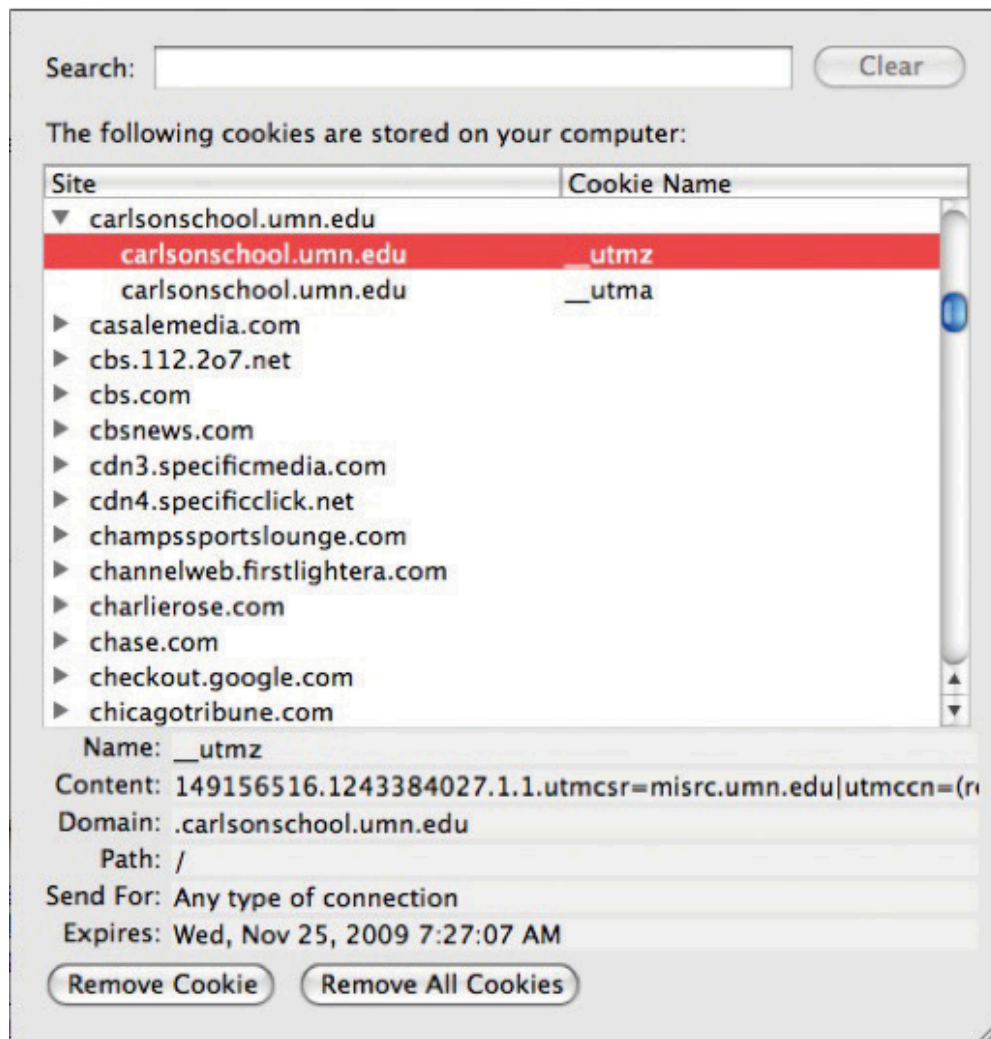 Search: Clear
The following cookies are stored on your computer:
Site Cookie Name
carlsonschool.umn.edu
carlsonschool.umn.edu __utmz
carlsonschool.umn.edu __utma
casalemedia.com
cbs.112.2o7.net
cbs.com
cbsnews.com
cdn3.specificmedia.com
cdn4.specificclick.net
champssportslounge.com
channelweb.firstlightera.com
charlierose.com
chase.com
checkout.google.com
chicagotribune.com
Name: __utmz
Content: 149156516.1243384027.1.1.utmcsr=misrc.umn.edu|utmccn=(re
Domain: .carlsonschool.umn.edu
Path: /
Send For: Any type of connection
Expires: Wed, Nov 25, 2009 7:27:07 AM
Remove Cookie Remove All Cookies